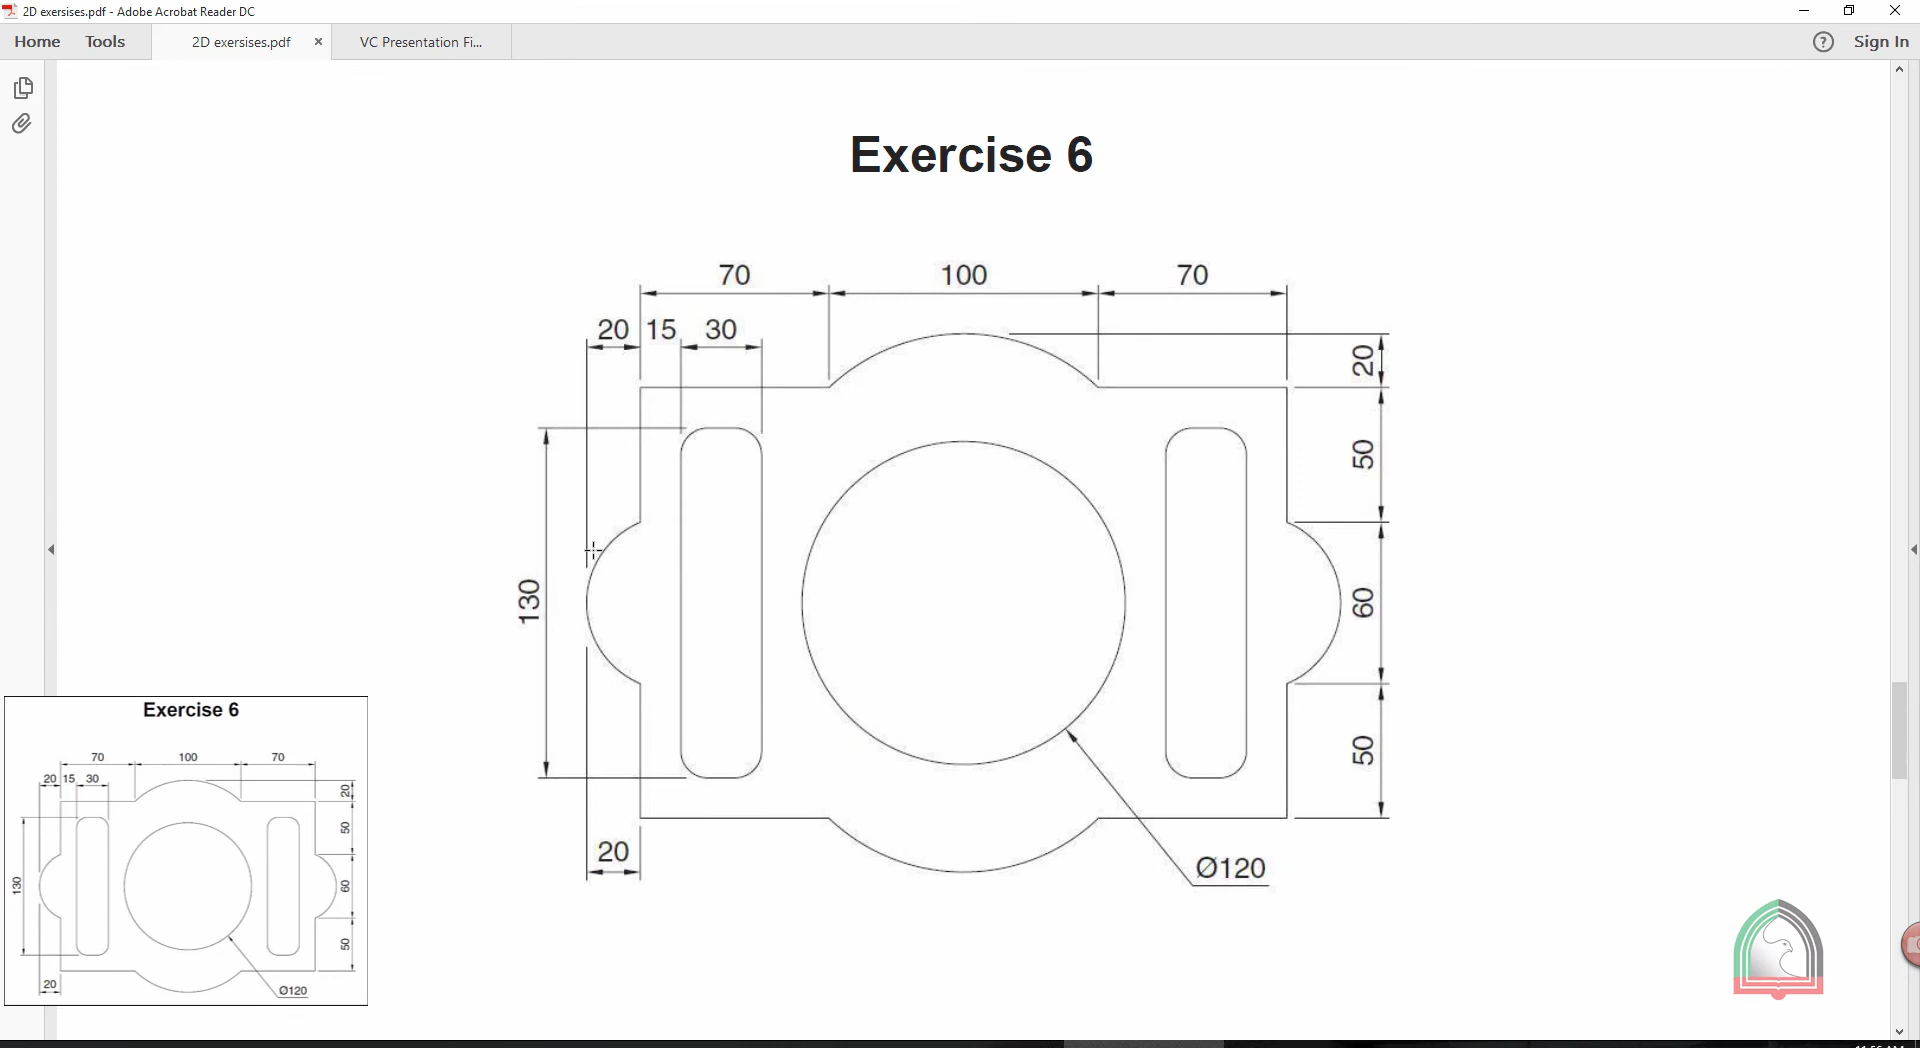 2D exersises.pdf - Adobe Acrobat Reader DC
Home Tools 2D exersises.pdf × VC Presentation Fi... ? Sign In
Exercise 6
70 100 70
20 15 30
20
50
130
60
50
20
Ø120
Exercise 6
70 100 70
20 15 30
20
50
130
60
50
20
Ø120